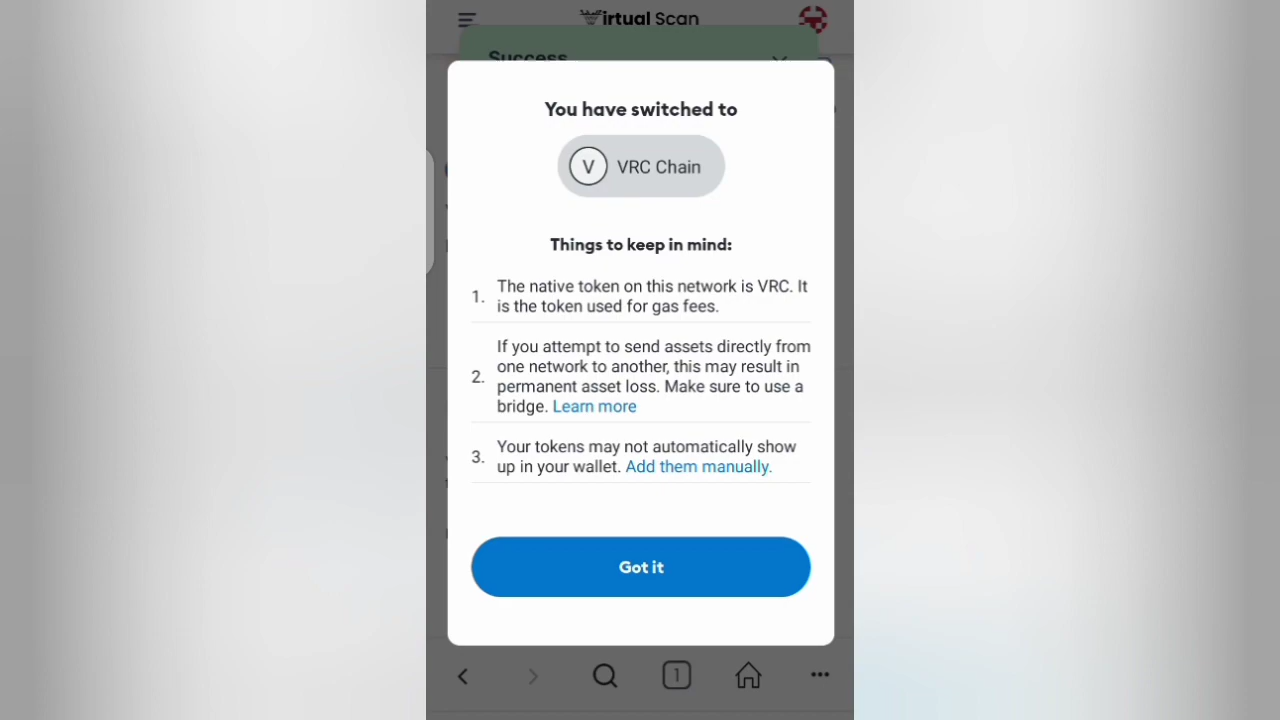 Virtual Scan
Success
You have switched to
V VRC Chain
Things to keep in mind:
1. The native token on this network is VRC. It
is the token used for gas fees.
2. If you attempt to send assets directly from
one network to another, this may result in
permanent asset loss. Make sure to use a
bridge. Learn more
3. Your tokens may not automatically show
up in your wallet. Add them manually.
Got it
1